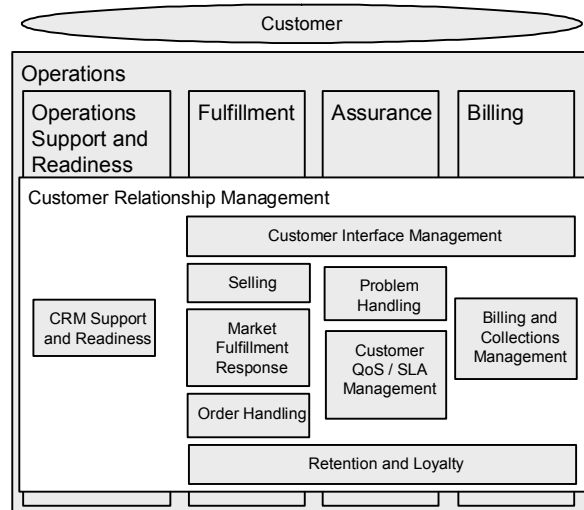 Customer
Operations
Operations
Support and
Readiness
Fulfillment
Assurance
Billing
Customer Relationship Management
Customer Interface Management
Selling
Problem
Handling
CRM Support
and Readiness
Market
Fulfillment
Response
Customer
QoS / SLA
Management
Billing and
Collections
Management
Order Handling
Retention and Loyalty